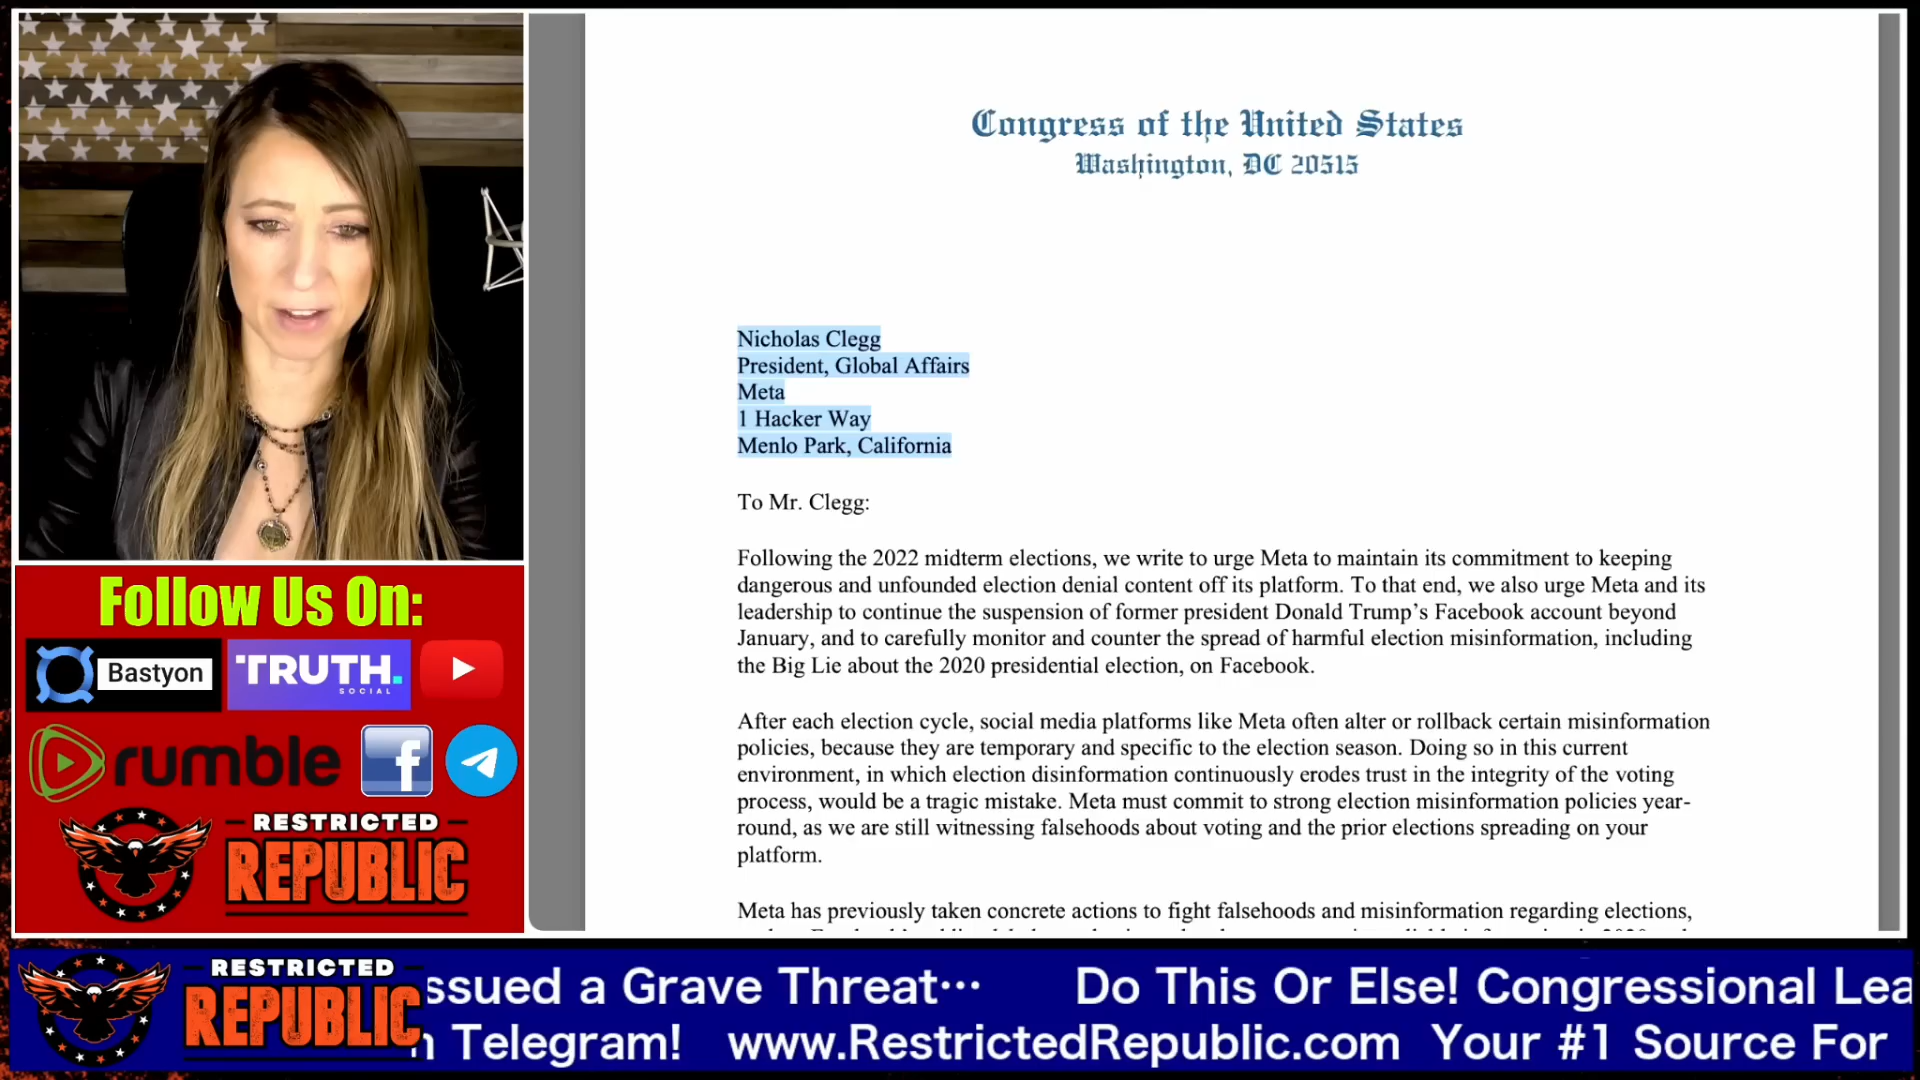 Congress of the United States
Washington, DC 20515
Nicholas Clegg
President, Global Affairs
Meta
1 Hacker Way
Menlo Park, California
To Mr. Clegg:
Following the 2022 midterm elections, we write to urge Meta to maintain its commitment to keeping
dangerous and unfounded election denial content off its platform. To that end, we also urge Meta and its
leadership to continue the suspension of former president Donald Trump's Facebook account beyond
January, and to carefully monitor and counter the spread of harmful election misinformation, including
the Big Lie about the 2020 presidential election, on Facebook.
After each election cycle, social media platforms like Meta often alter or rollback certain misinformation
policies, because they are temporary and specific to the election season. Doing so in this current
environment, in which election disinformation continuously erodes trust in the integrity of the voting
process, would be a tragic mistake. Meta must commit to strong election misinformation policies year-
round, as we are still witnessing falsehoods about voting and the prior elections spreading on your
platform.
Meta has previously taken concrete actions to fight falsehoods and misinformation regarding elections,
Follow Us On:
Bastyon
TRUTH.
SOCIAL
rumble
f
RESTRICTED
REPUBLIC
RESTRICTED
REPUBLIC
ssued a Grave Threat… Do This Or Else! Congressional Lea
n Telegram! www.RestrictedRepublic.com Your #1 Source For